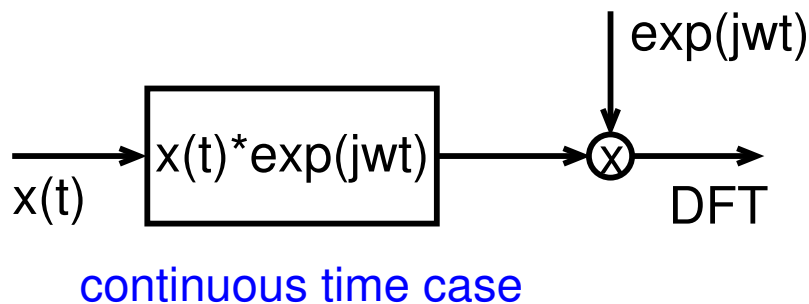 exp(jwt)
x(t)*exp(jwt)
x
x(t)
DFT
continuous time case